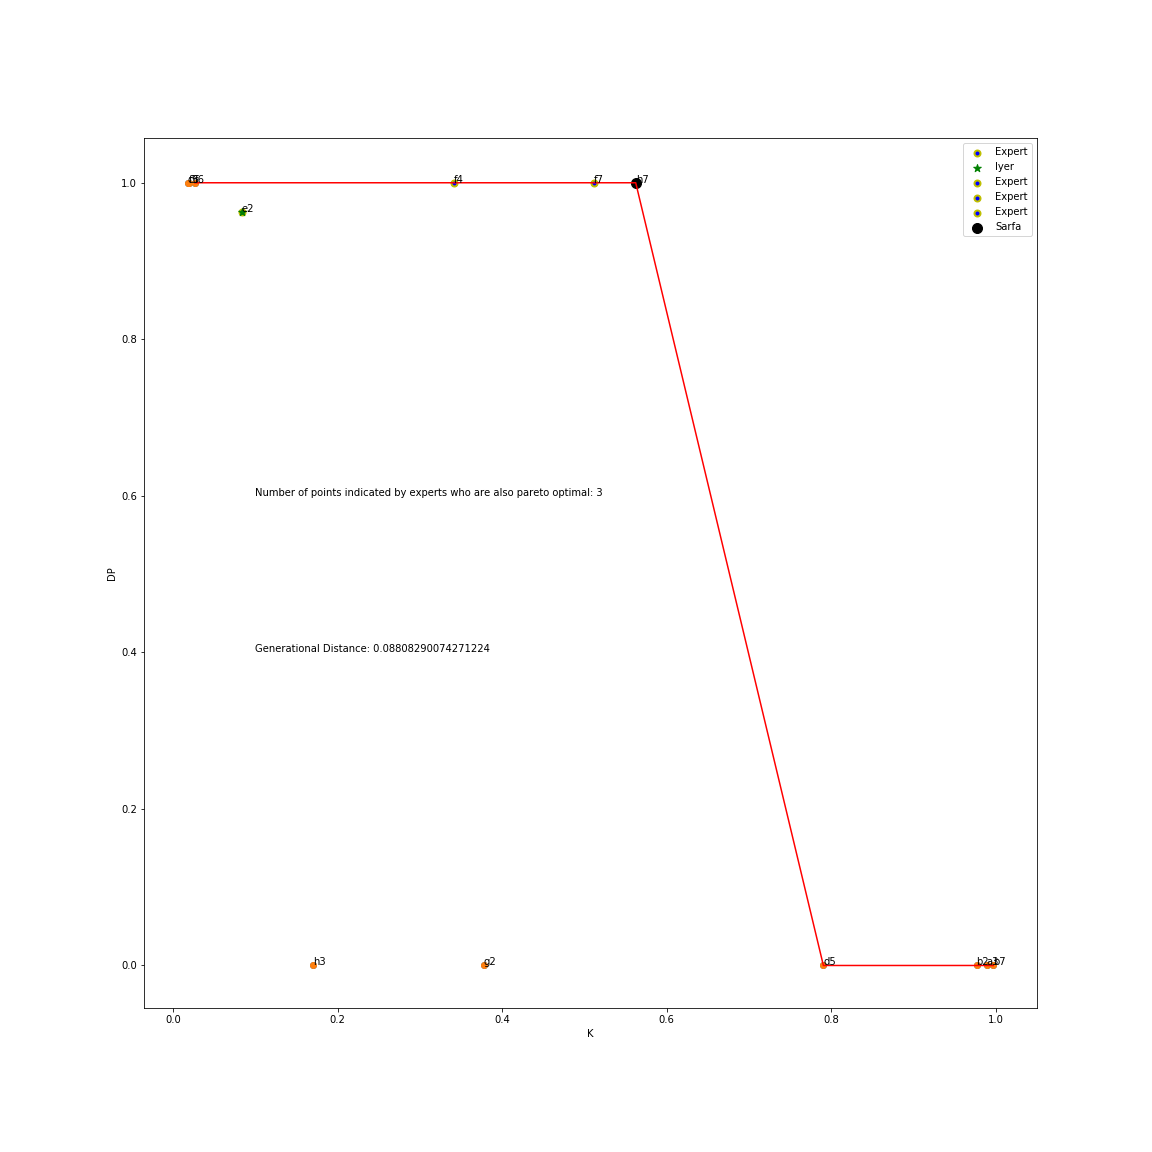 Expert
Iyer
Expert
Expert
Expert
Sarfa
1.0
f4
f7
h7
e2
0.8
0.6
Number of points indicated by experts who are also pareto optimal: 3
DP
0.4
Generational Distance: 0.08808290074271224
0.2
0.0
h3
g2
d5
b2
b7
0.0
0.2
0.4
0.6
0.8
1.0
K